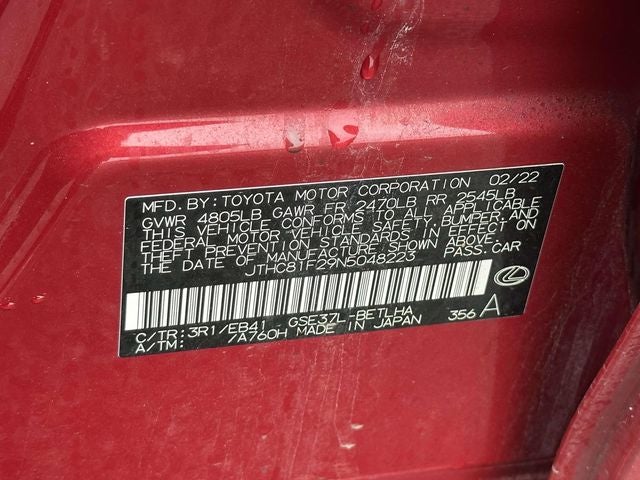 MFD. BY: TOYOTA MOTOR CORPORATION 02/22
GVWR 4805LB GAWR FR 2470LB RR 2545LB
THIS VEHICLE CONFORMS TO ALL APPLICABLE
FEDERAL MOTOR VEHICLE SAFETY, BUMPER, AND
THEFT PREVENTION STANDARDS IN EFFECT ON
THE DATE OF MANUFACTURE SHOWN ABOVE.
JTHC81F29N5048223 PASS.CAR
C/TR: 3R1/EB41 GSE37L-BETLHA 356 A
A/TM: /A760H MADE IN JAPAN